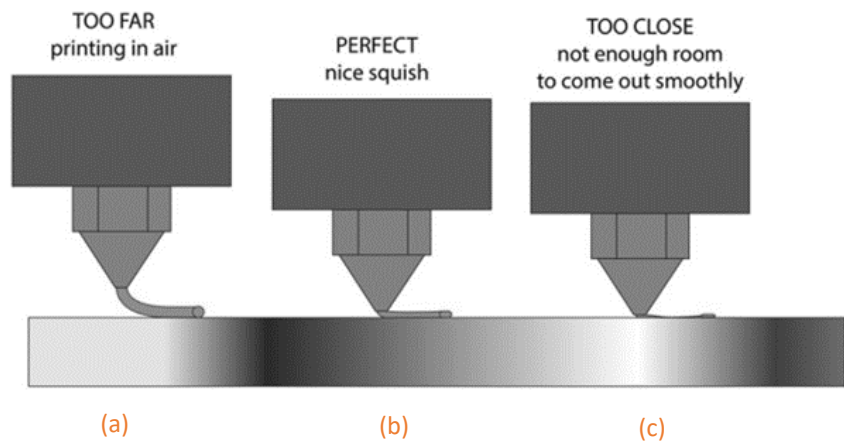 TOO FAR
printing in air
PERFECT
nice squish
TOO CLOSE
not enough room
to come out smoothly
(a)
(b)
(c)